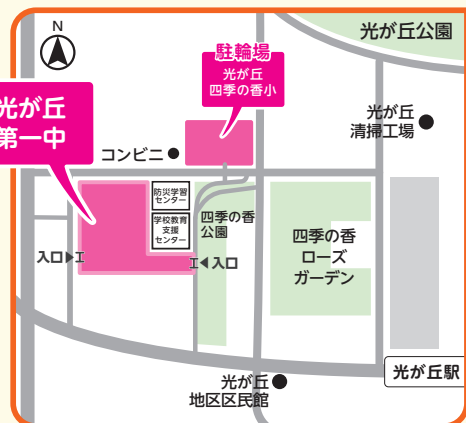 N
光が丘公園
駐輪場
光が丘
四季の香小
光が丘
第一中
光が丘
清掃工場
コンビニ
防災学習
センター
学校教育
支援
センター
四季の香
公園
四季の香
ローズ
ガーデン
入口
入口
光が丘駅
光が丘
地区区民館